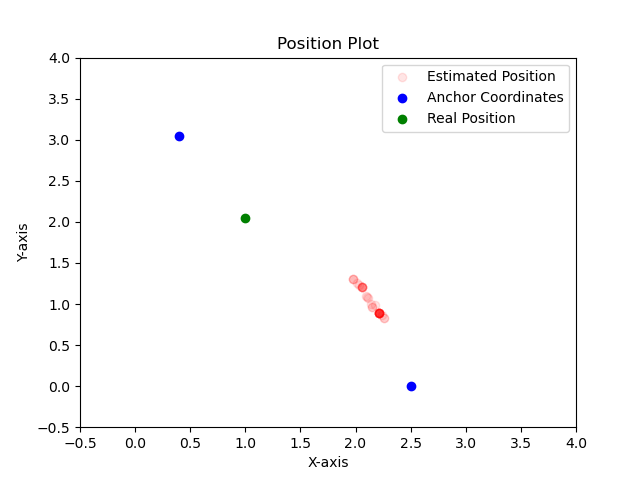 Position Plot
Estimated Position
Anchor Coordinates
Real Position
Y-axis
4.0
3.5
3.0
2.5
2.0
1.5
1.0
0.5
0.0
−0.5
−0.5 0.0 0.5 1.0 1.5 2.0 2.5 3.0 3.5 4.0
X-axis